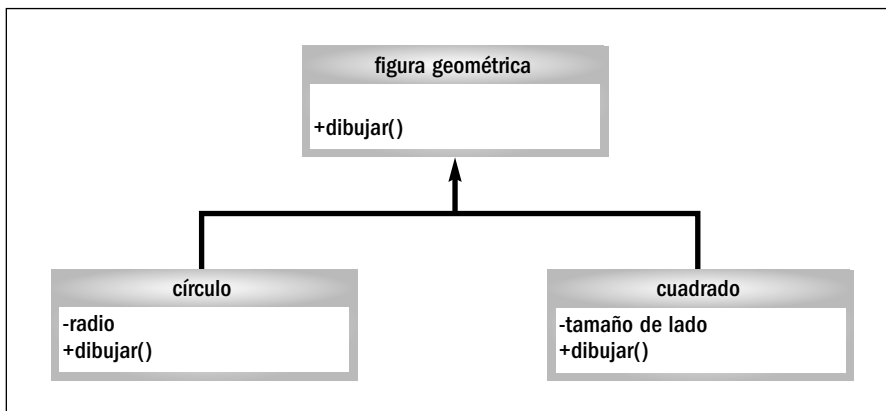 figura geométrica
+dibujar()
círculo
-radio
+dibujar()
cuadrado
-tamaño de lado
+dibujar()